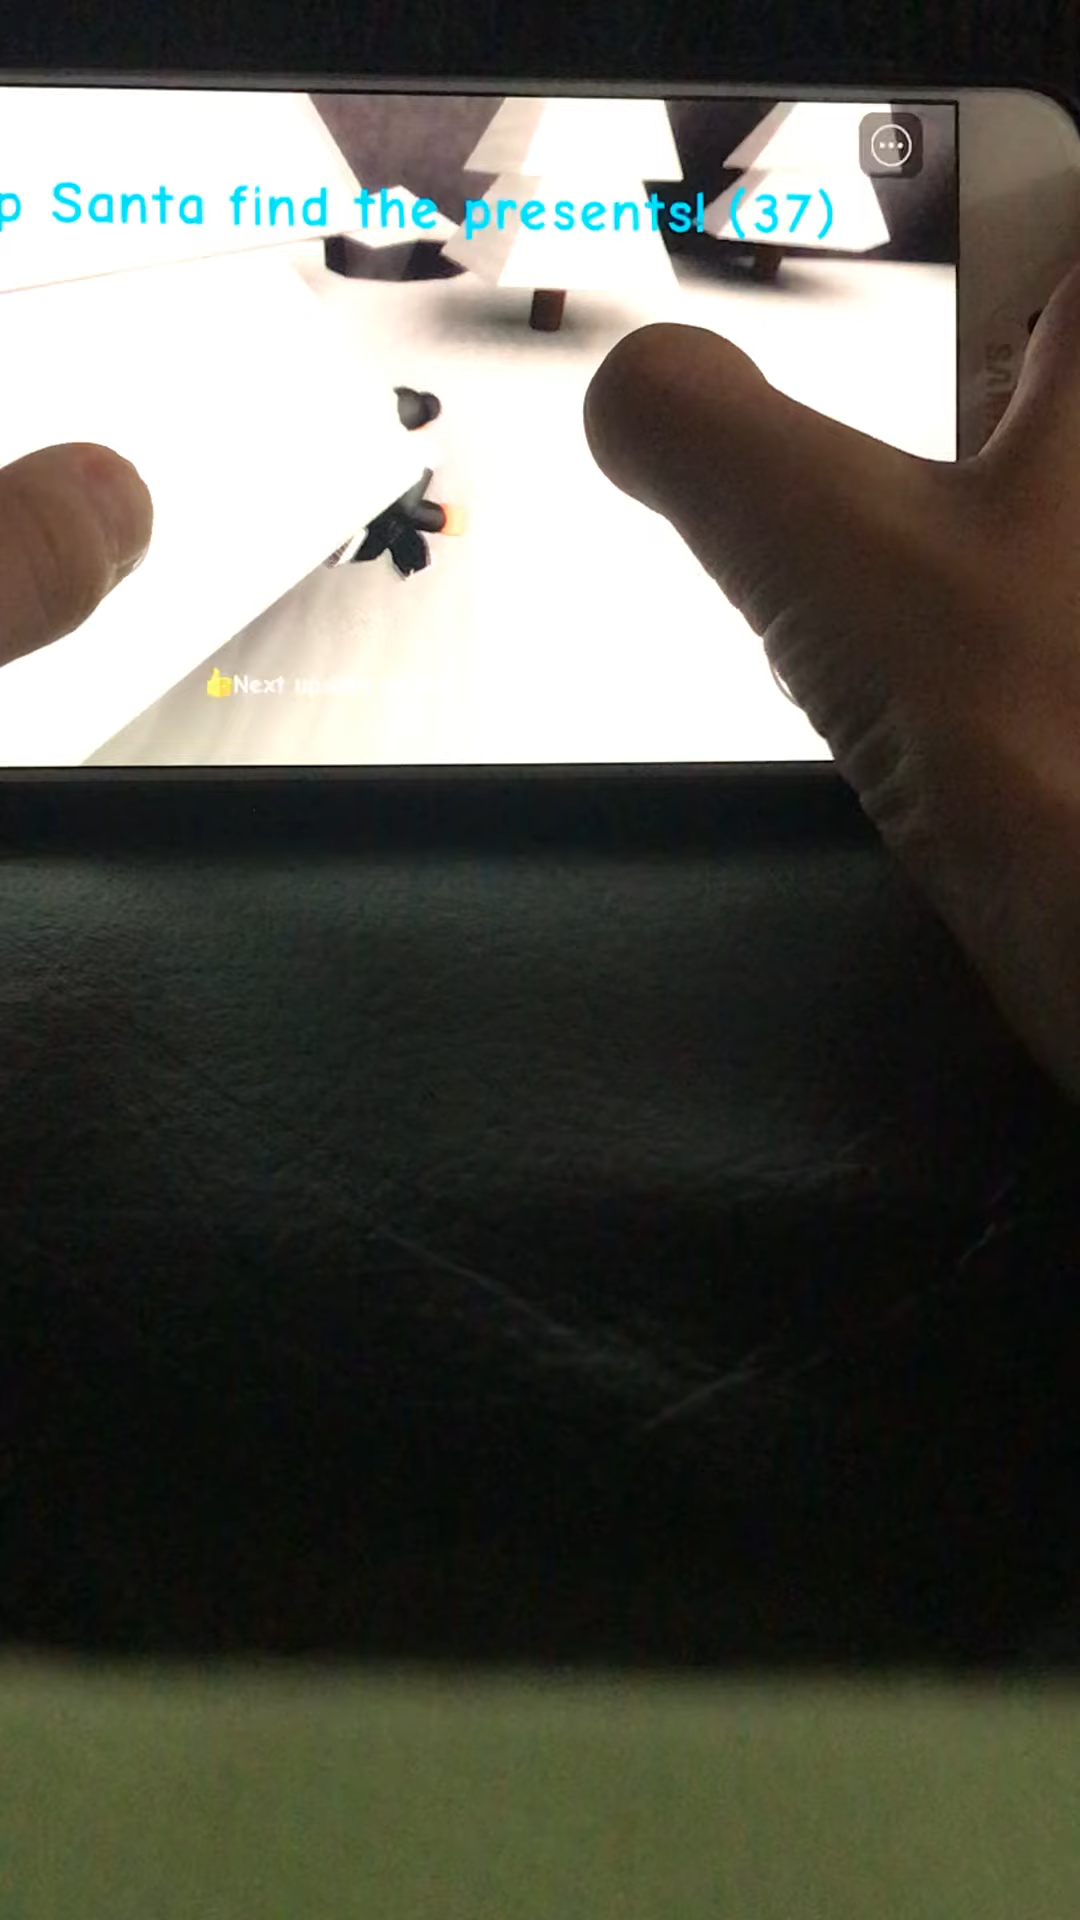 p Santa find the presents! (37)
👍Next